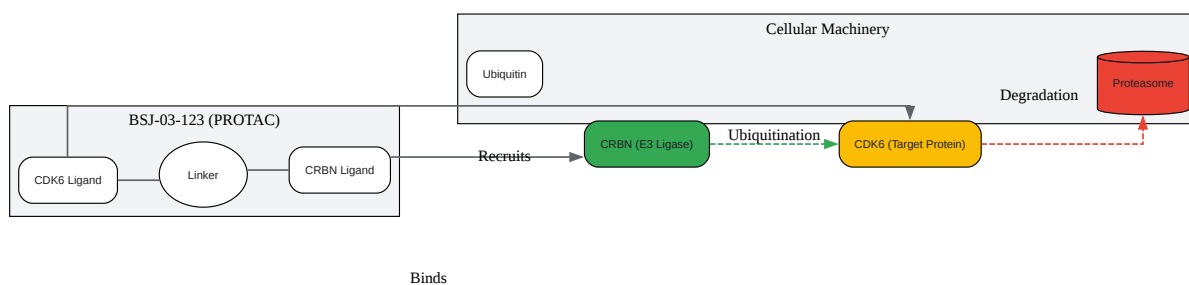 Cellular Machinery
Ubiquitin
Proteasome
Degradation
BSJ-03-123 (PROTAC)
Ubiquitination
CRBN (E3 Ligase)
CDK6 (Target Protein)
Recruits
CDK6 Ligand
Linker
CRBN Ligand
Binds